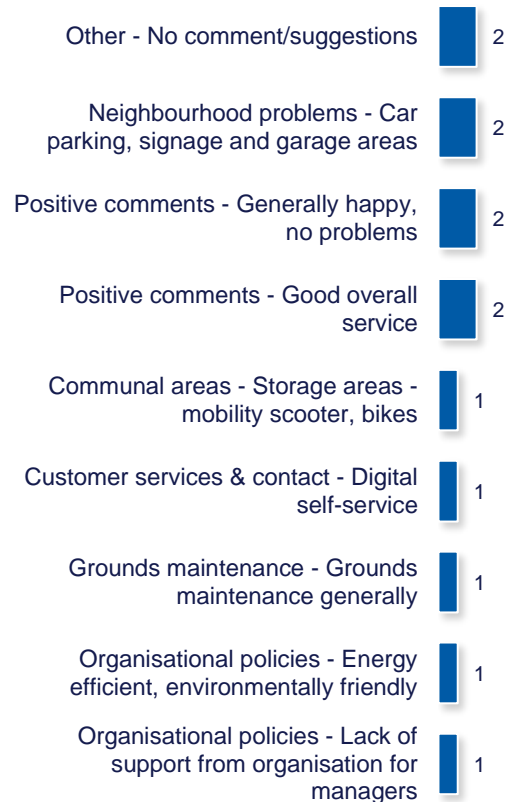 Other - No comment/suggestions 2
Neighbourhood problems - Car
parking, signage and garage areas 2
Positive comments - Generally happy,
no problems 2
Positive comments - Good overall
service 2
Communal areas - Storage areas -
mobility scooter, bikes 1
Customer services & contact - Digital
self-service 1
Grounds maintenance - Grounds
maintenance generally 1
Organisational policies - Energy
efficient, environmentally friendly 1
Organisational policies - Lack of
support from organisation for 1
managers